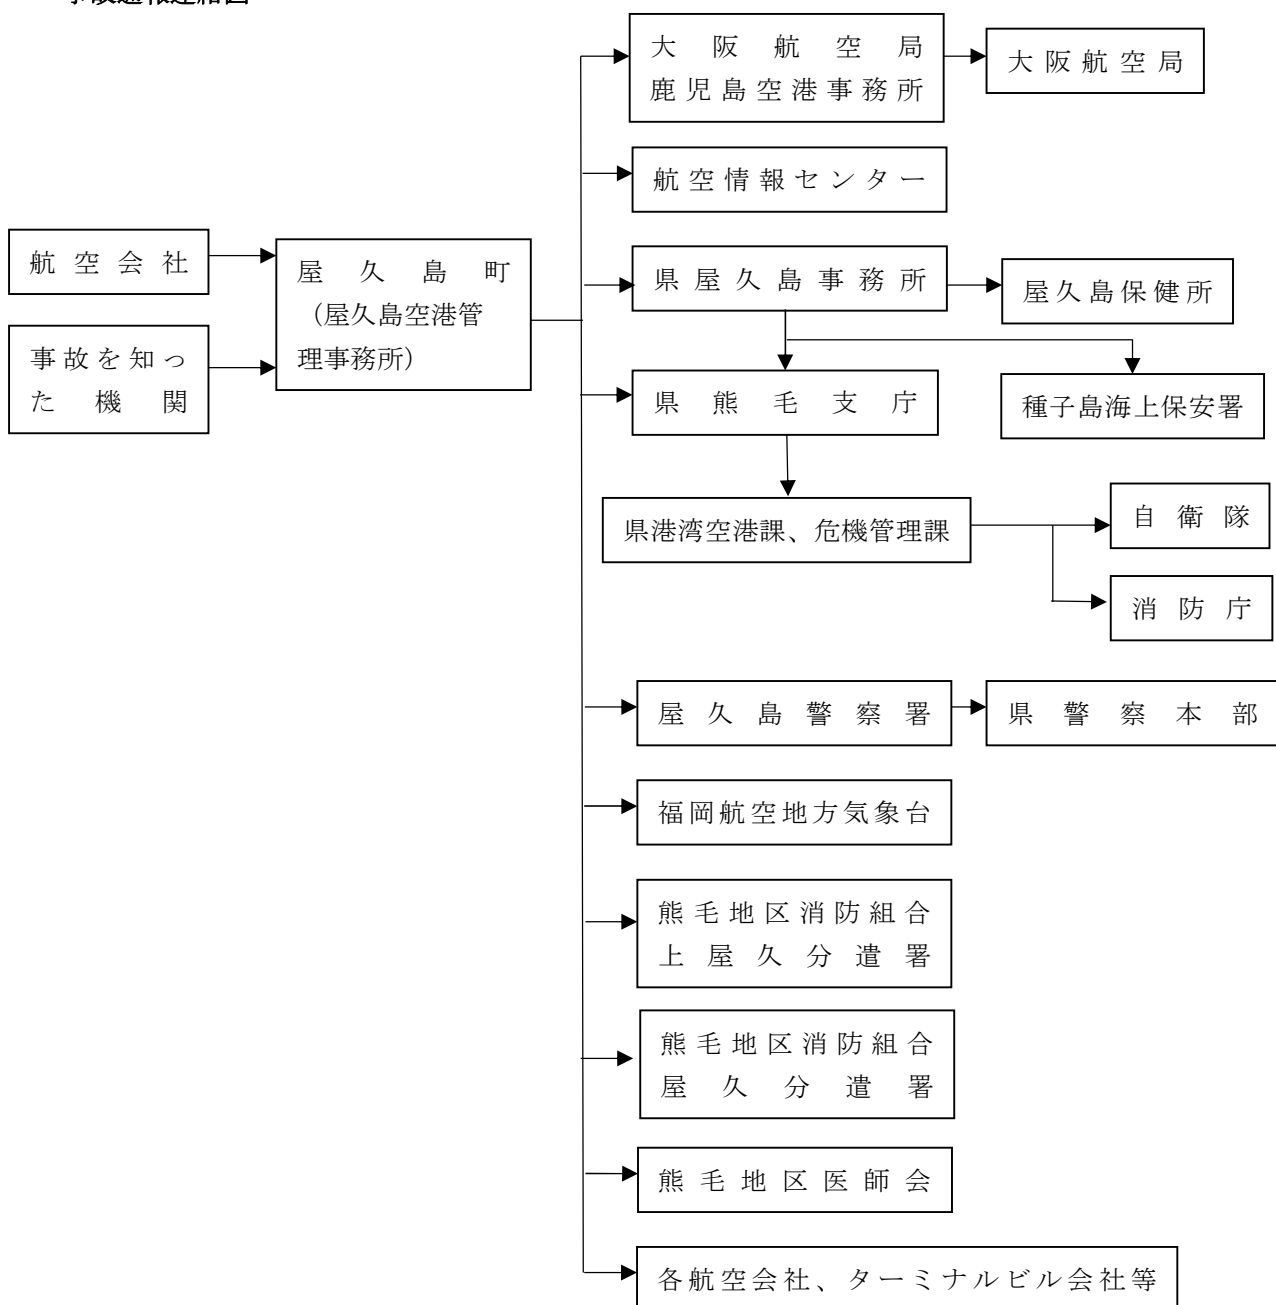 事故通報連絡図
大阪航空局
鹿児島空港事務所
大阪航空局
航空情報センター
航空会社
事故を知っ
た機関
屋久島町
（屋久島空港管
理事務所）
県屋久島事務所
屋久島保健所
県熊毛支庁
種子島海上保安署
県港湾空港課、危機管理課
自衛隊
消防庁
屋久島警察署
県警察本部
福岡航空地方気象台
熊毛地区消防組合
上屋久分遣署
熊毛地区消防組合
屋久分遣署
熊毛地区医師会
各航空会社、ターミナルビル会社等